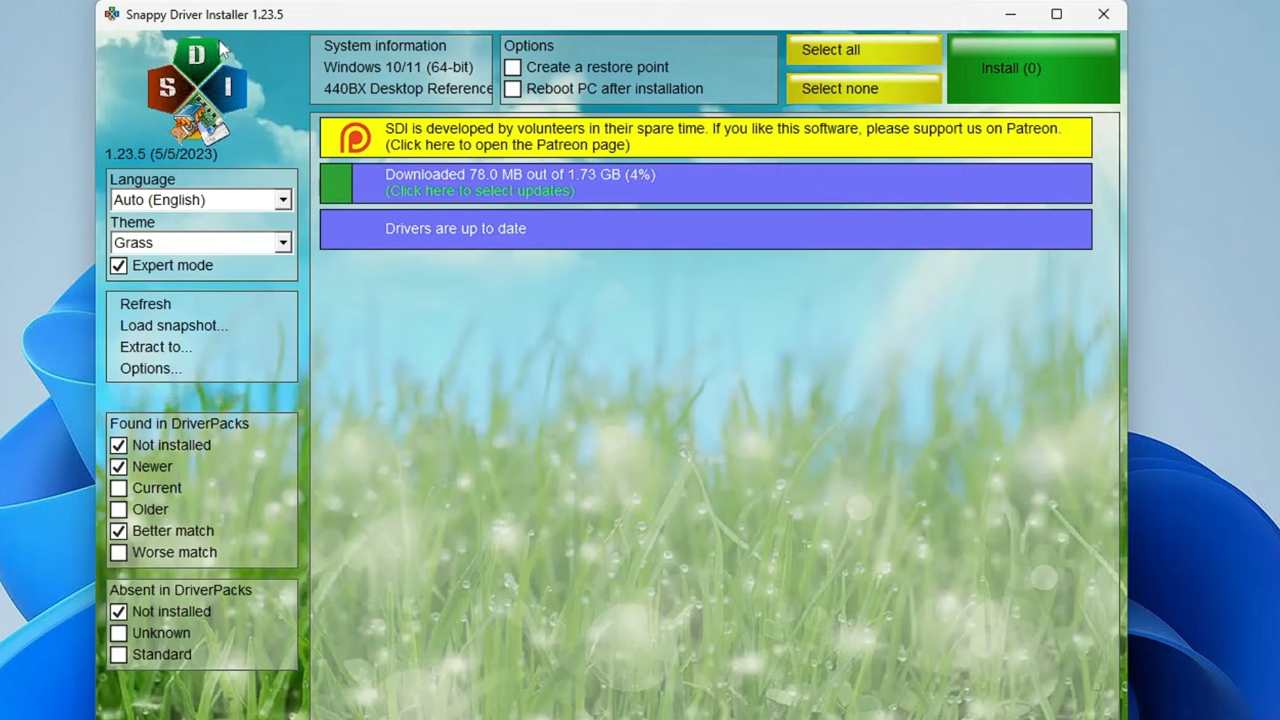 Snappy Driver Installer 1.23.5
D
S
I
1.23.5 (5/5/2023)
Language
Auto (English)
Theme
Grass
Expert mode
Refresh
Load snapshot...
Extract to...
Options...
Found in DriverPacks
Not installed
Newer
Current
Older
Better match
Worse match
Absent in DriverPacks
Not installed
Unknown
Standard
System information
Windows 10/11 (64-bit)
440BX Desktop Reference
Options
Create a restore point
Reboot PC after installation
Select all
Select none
Install (0)
SDI is developed by volunteers in their spare time. If you like this software, please support us on Patreon.
(Click here to open the Patreon page)
Downloaded 78.0 MB out of 1.73 GB (4%)
(Click here to select updates)
Drivers are up to date